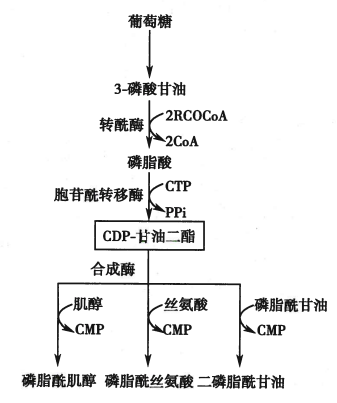 葡萄糖
3-磷酸甘油
转酰酶
2RCOCoA
2CoA
磷脂酸
胞苷酰转移酶
CTP
PPi
CDP-甘油二酯
合成酶
肌醇
丝氨酸
磷脂酰甘油
CMP
CMP
CMP
磷脂酰肌醇
磷脂酰丝氨酸
二磷脂酰甘油